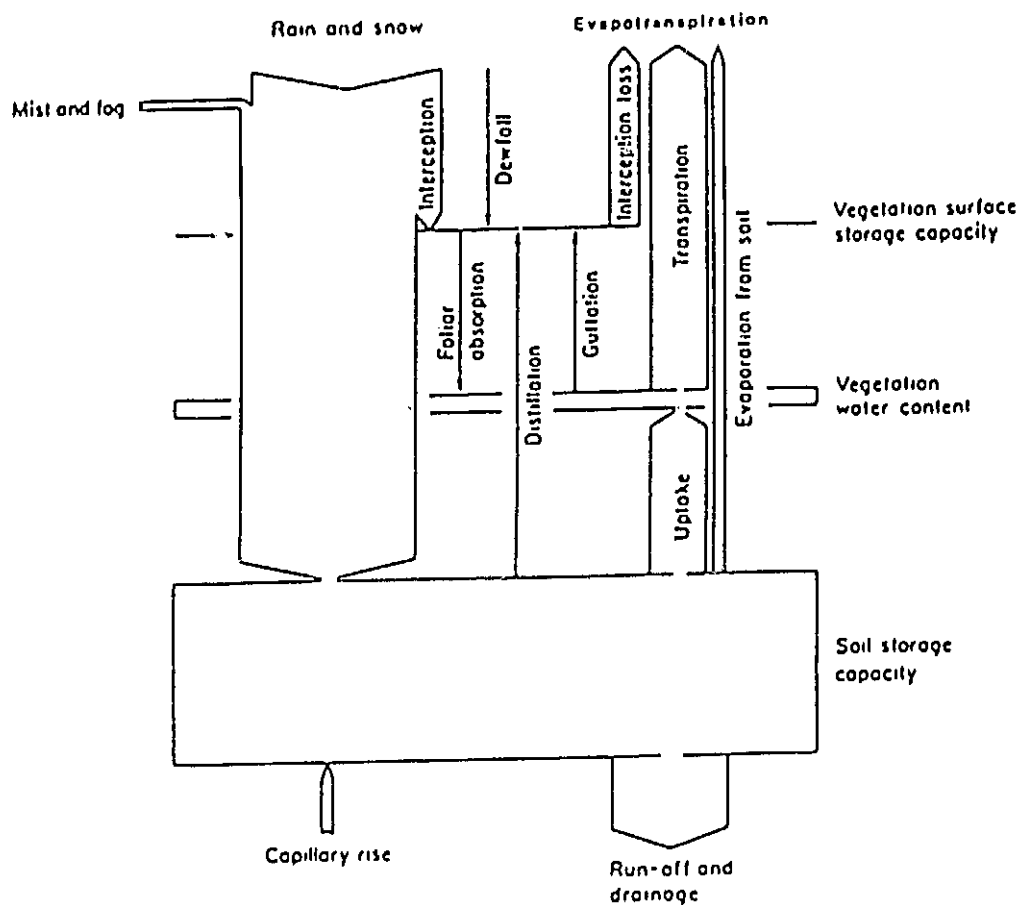 Rain and snow
Evapotranspiration
Mist and fog
Interception
Dewfall
Interception loss
Transpiration
Evaporation from soil
Vegetation surface
storage capacity
Foliar
absorption
Distillation
Guttation
Vegetation
water content
Uptake
Soil storage
capacity
Capillary rise
Run-off and
drainage